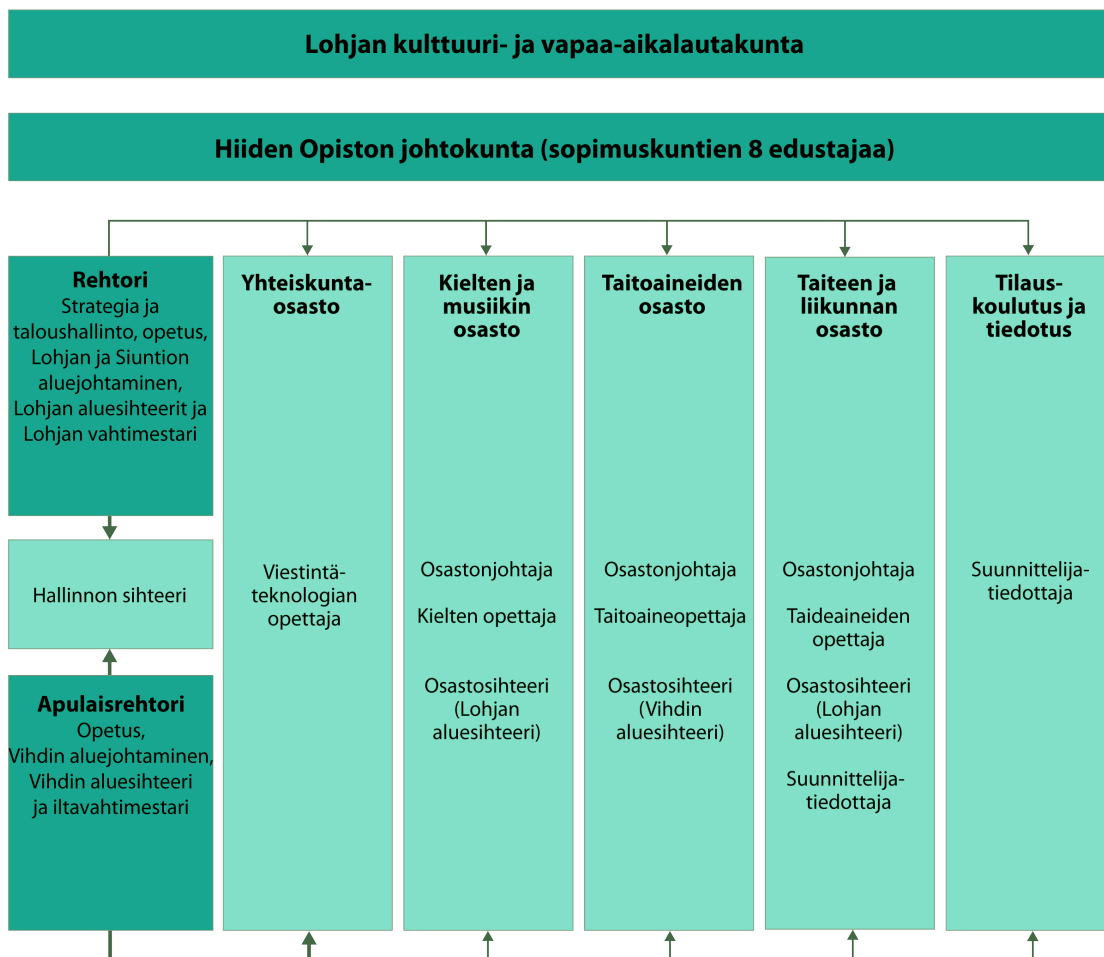 Lohjan kulttuuri- ja vapaa-aikalautakunta
Hiiden Opiston johtokunta (sopimuskuntien 8 edustajaa)
Rehtori
Strategia ja
taloushallinto, opetus,
Lohjan ja Siuntion
aluejohtaminen,
Lohjan aluesihteerit ja
Lohjan vahtimestari
Hallinnon sihteeri
Apulaisrehtori
Opetus,
Vihdin aluejohtaminen,
Vihdin aluesihteeri
ja iltavahtimestari
Yhteiskunta-
osasto
Viestintä-
teknologian
opettaja
Kielten ja
musiikin
osasto
Osastonjohtaja
Kielten opettaja
Osastosihteeri
(Lohjan
aluesihteeri)
Taitoaineiden
osasto
Osastonjohtaja
Taitoaineopettaja
Osastosihteeri
(Vihdin
aluesihteeri)
Taiteen ja
liikunnan
osasto
Osastonjohtaja
Taideaineiden
opettaja
Osastosihteeri
(Lohjan
aluesihteeri)
Suunnittelija-
tiedottaja
Tilaus-
koulutus ja
tiedotus
Suunnittelija-
tiedottaja